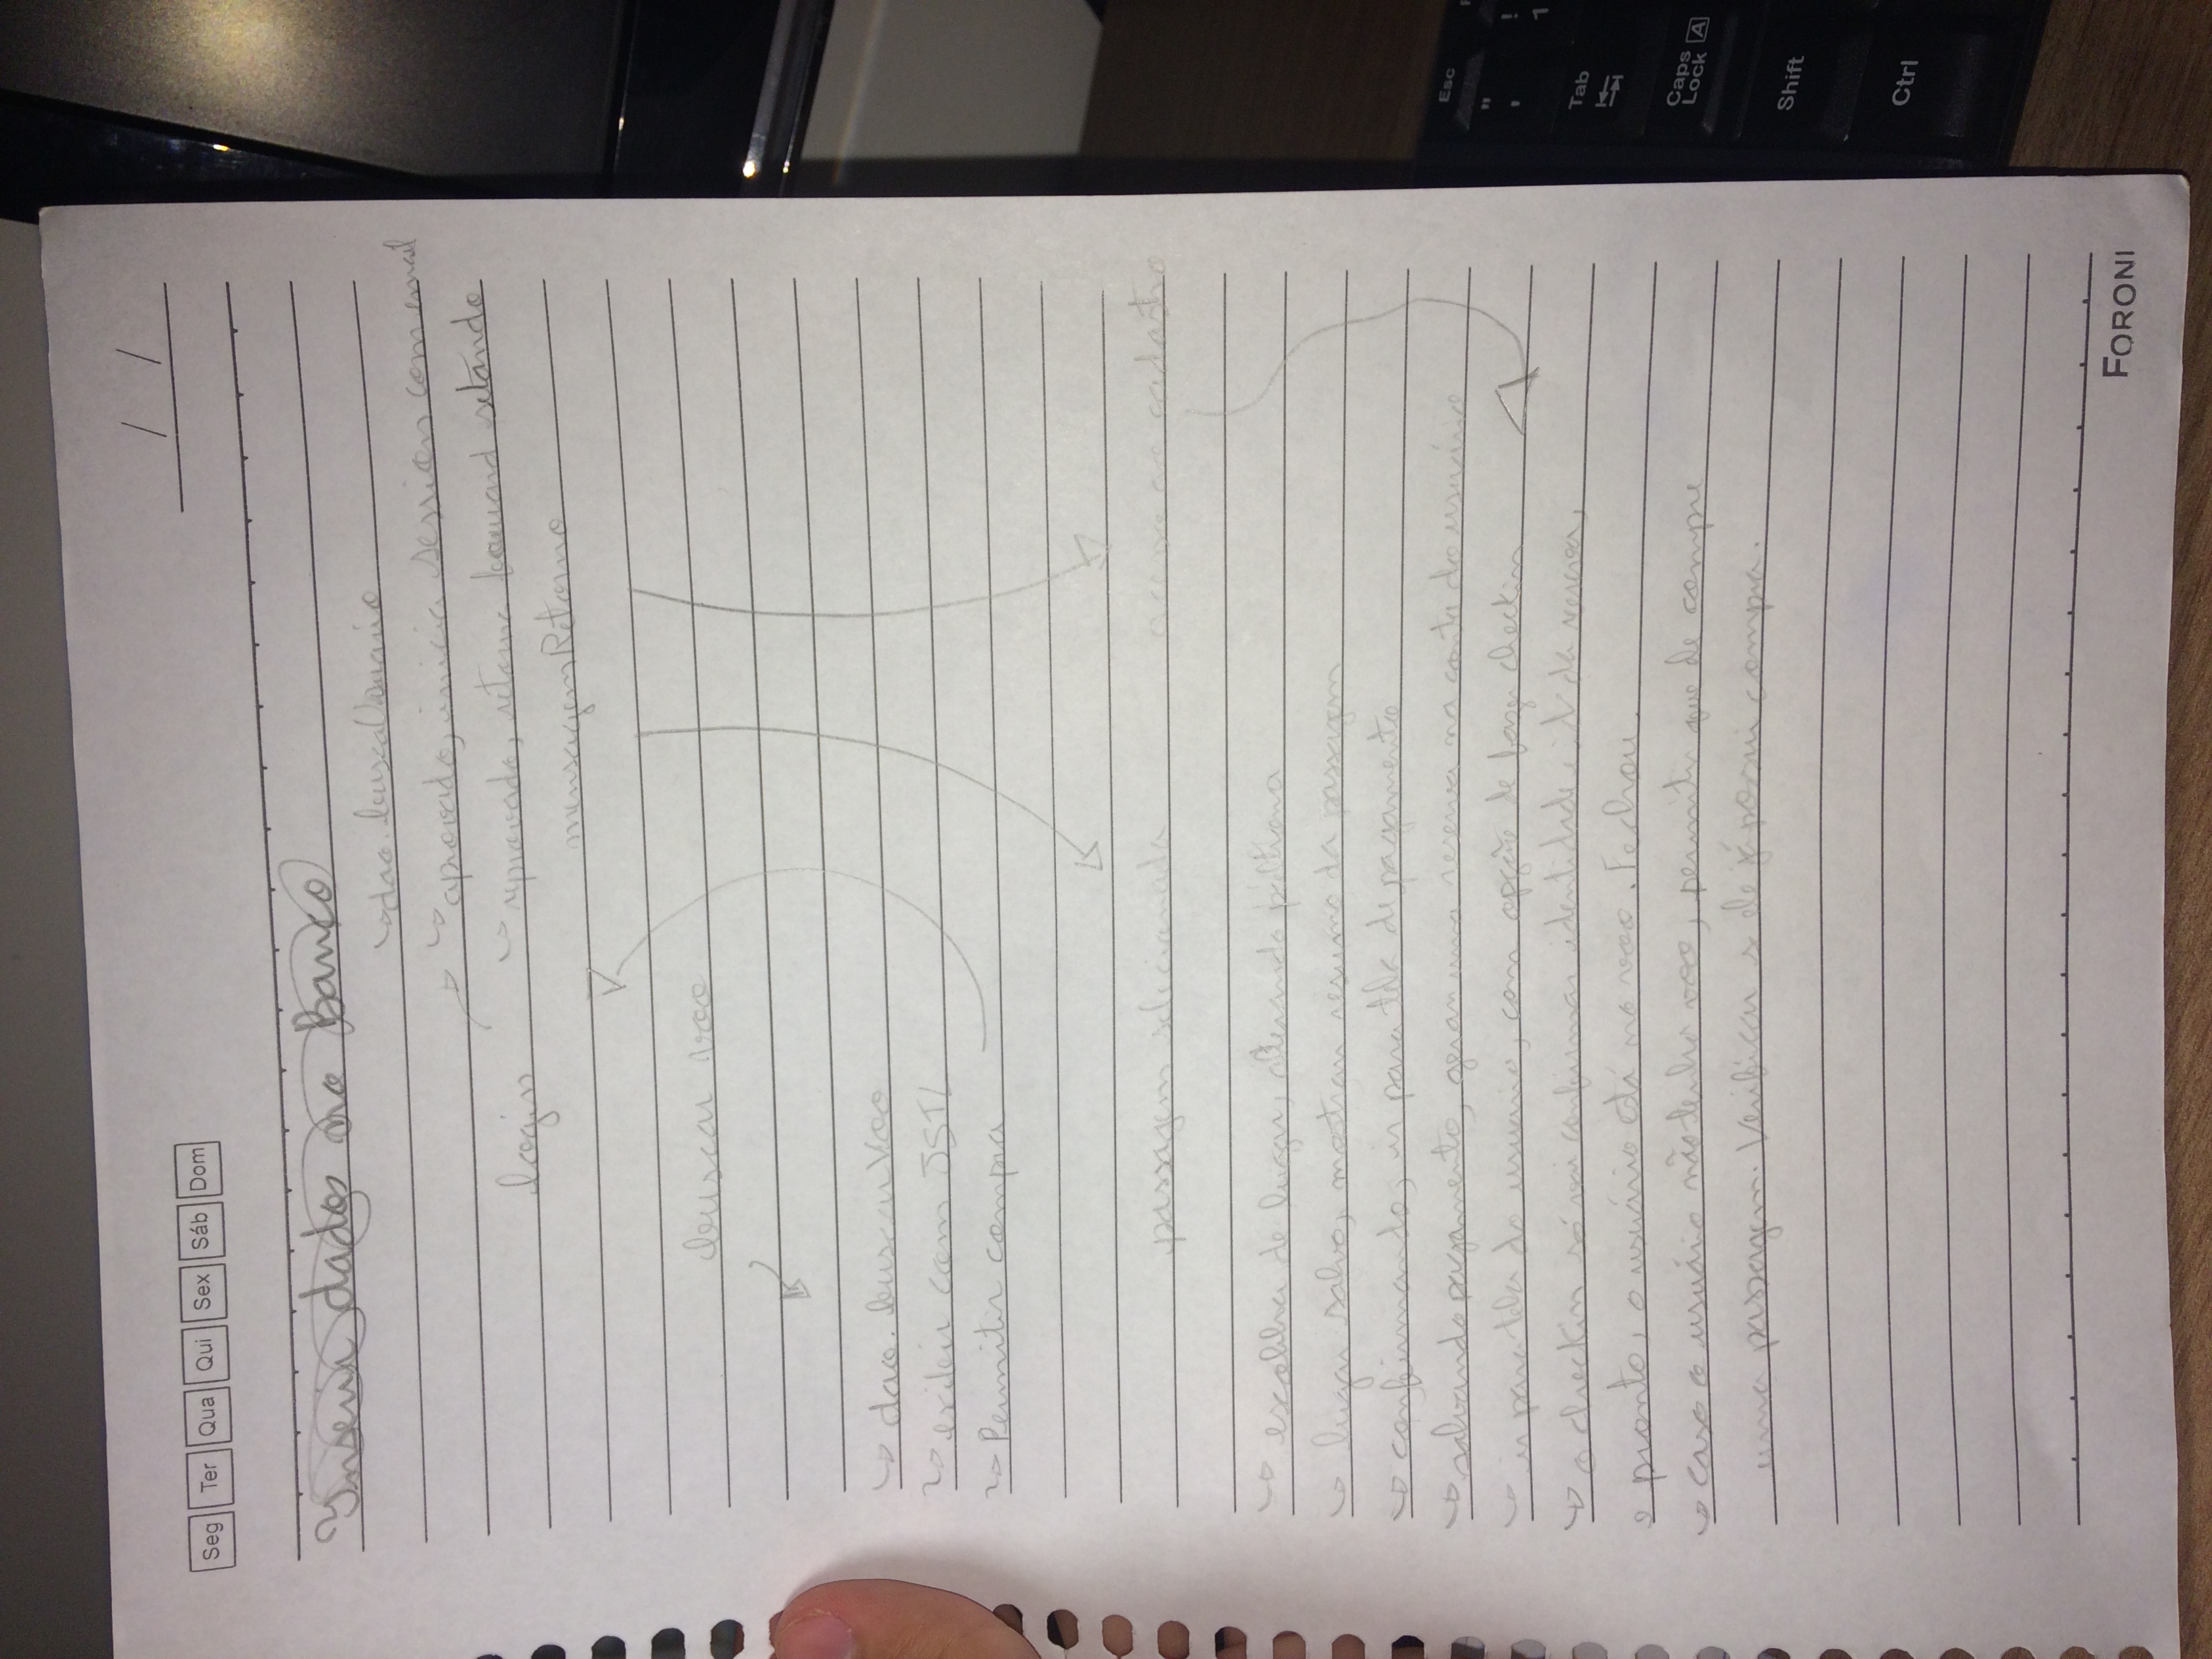 Seg Ter Qua Qui Sex Sáb Dom
/ /
Inserir dados no Banco
dao.buscaUsuario
aprovado, inicia session com email
login
reprovado, retorna forward setando
mensagemRetorno
buscar voo
dao.buscarVoo
exibir com JSTL
Permitir compra
passagem selecionada
acesso ao cadastro
escolha de lugar, alterando poltrona
lugar salvo, mostrar resumo da passagem
confirmando, ir para tela de pagamento
salvando pagamento, gerar uma reserva na conta do usuário
ir para tela do usuario, com opção de fazer checkin
o checkin só vai confirmar identidade e id da reserva,
e pronto, o usuário está no voo. Fechou.
caso o usuário não tenha voo, permitir que ele compre
uma passagem. Verificar se ele já possui compra.
FORONI
Esc
" '
! 1
Tab
Caps Lock A
Shift
Ctrl